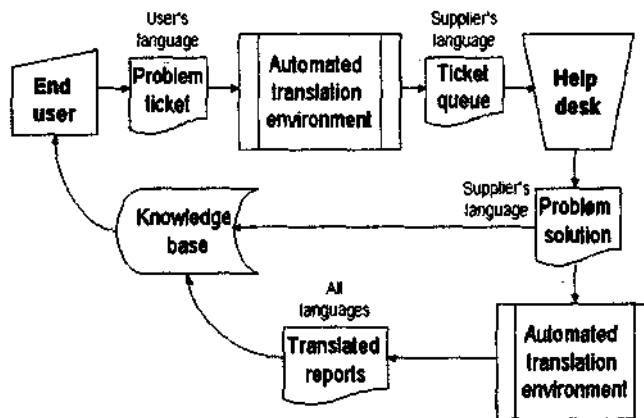 User's
language
Supplier's
language
End
user
Problem
ticket
Automated
translation
environment
Ticket
queue
Help
desk
Supplier's
language
Problem
solution
Knowledge
base
All
languages
Translated
reports
Automated
translation
environment